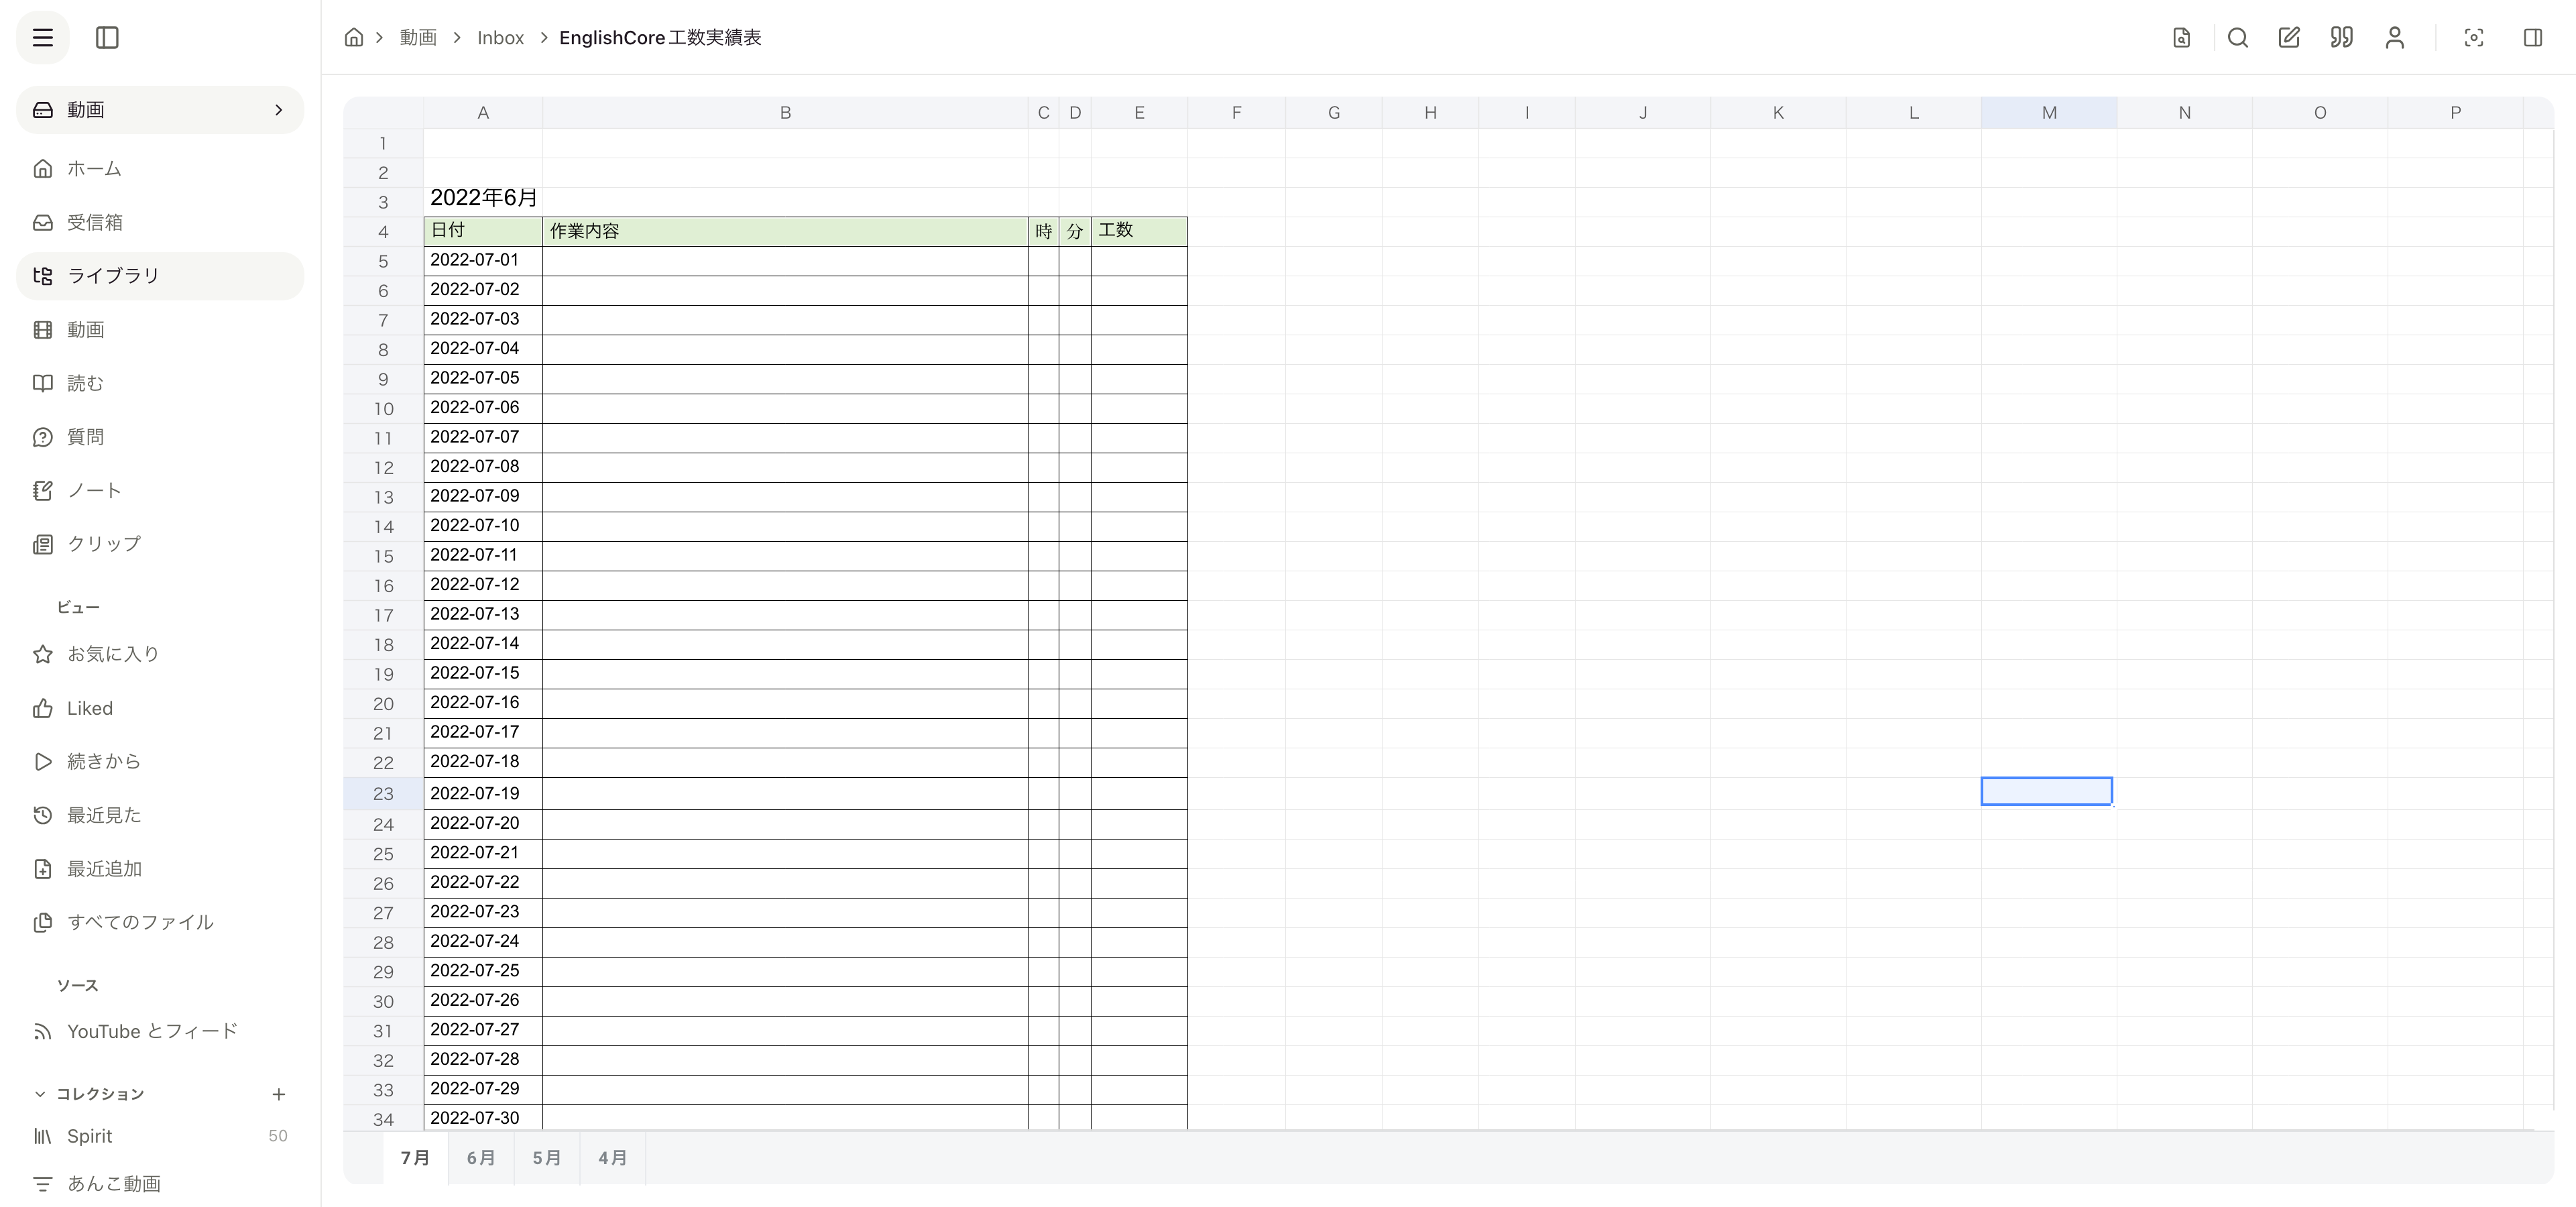 動画 > Inbox > EnglishCore工数実績表
動画
ホーム
受信箱
ライブラリ
動画
読む
質問
ノート
クリップ
ビュー
お気に入り
Liked
続きから
最近見た
最近追加
すべてのファイル
ソース
YouTube とフィード
コレクション
Spirit 50
あんこ動画
A B C D E F G H I J K L M N O P
1
2
3 2022年6月
4 日付 作業内容 時 分 工数
5 2022-07-01
6 2022-07-02
7 2022-07-03
8 2022-07-04
9 2022-07-05
10 2022-07-06
11 2022-07-07
12 2022-07-08
13 2022-07-09
14 2022-07-10
15 2022-07-11
16 2022-07-12
17 2022-07-13
18 2022-07-14
19 2022-07-15
20 2022-07-16
21 2022-07-17
22 2022-07-18
23 2022-07-19
24 2022-07-20
25 2022-07-21
26 2022-07-22
27 2022-07-23
28 2022-07-24
29 2022-07-25
30 2022-07-26
31 2022-07-27
32 2022-07-28
33 2022-07-29
34 2022-07-30
7月 6月 5月 4月